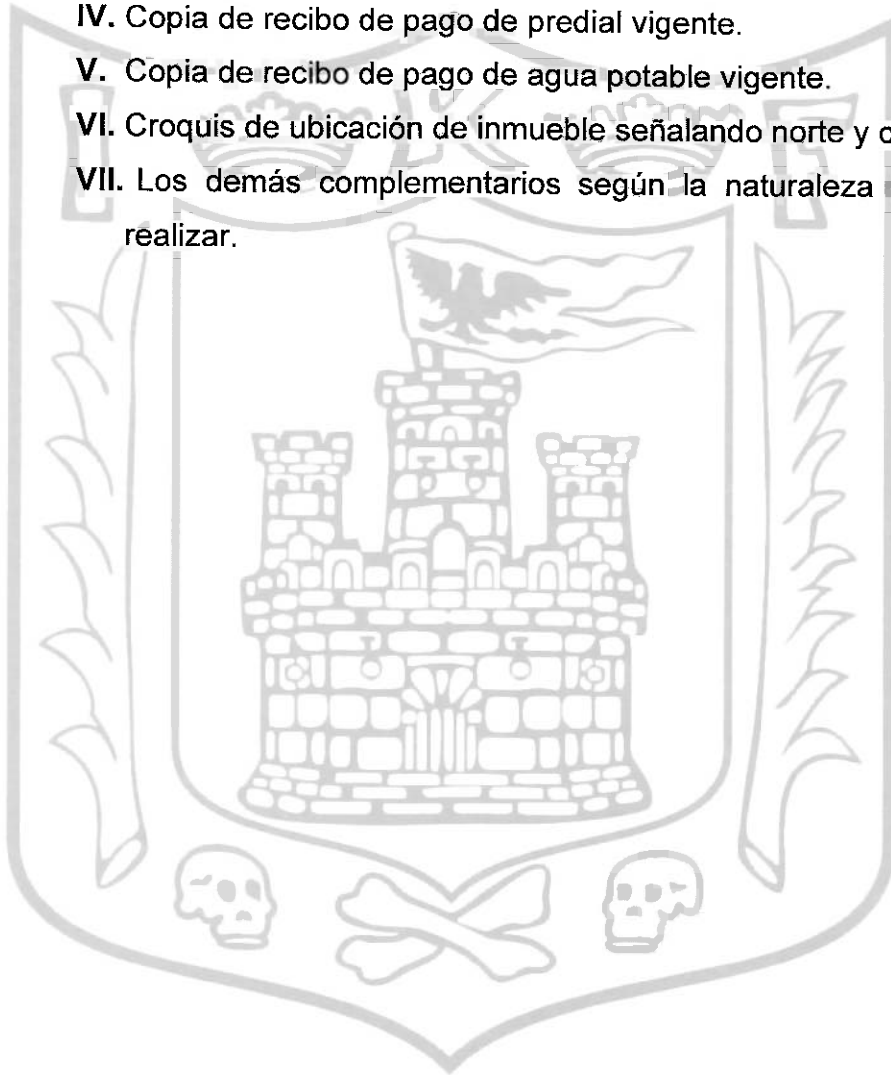 IV. Copia de recibo de pago de predial vigente.
V. Copia de recibo de pago de agua potable vigente.
VI. Croquis de ubicación de inmueble señalando norte y
VII. Los demás complementarios según la naturaleza
realizar.
I K F